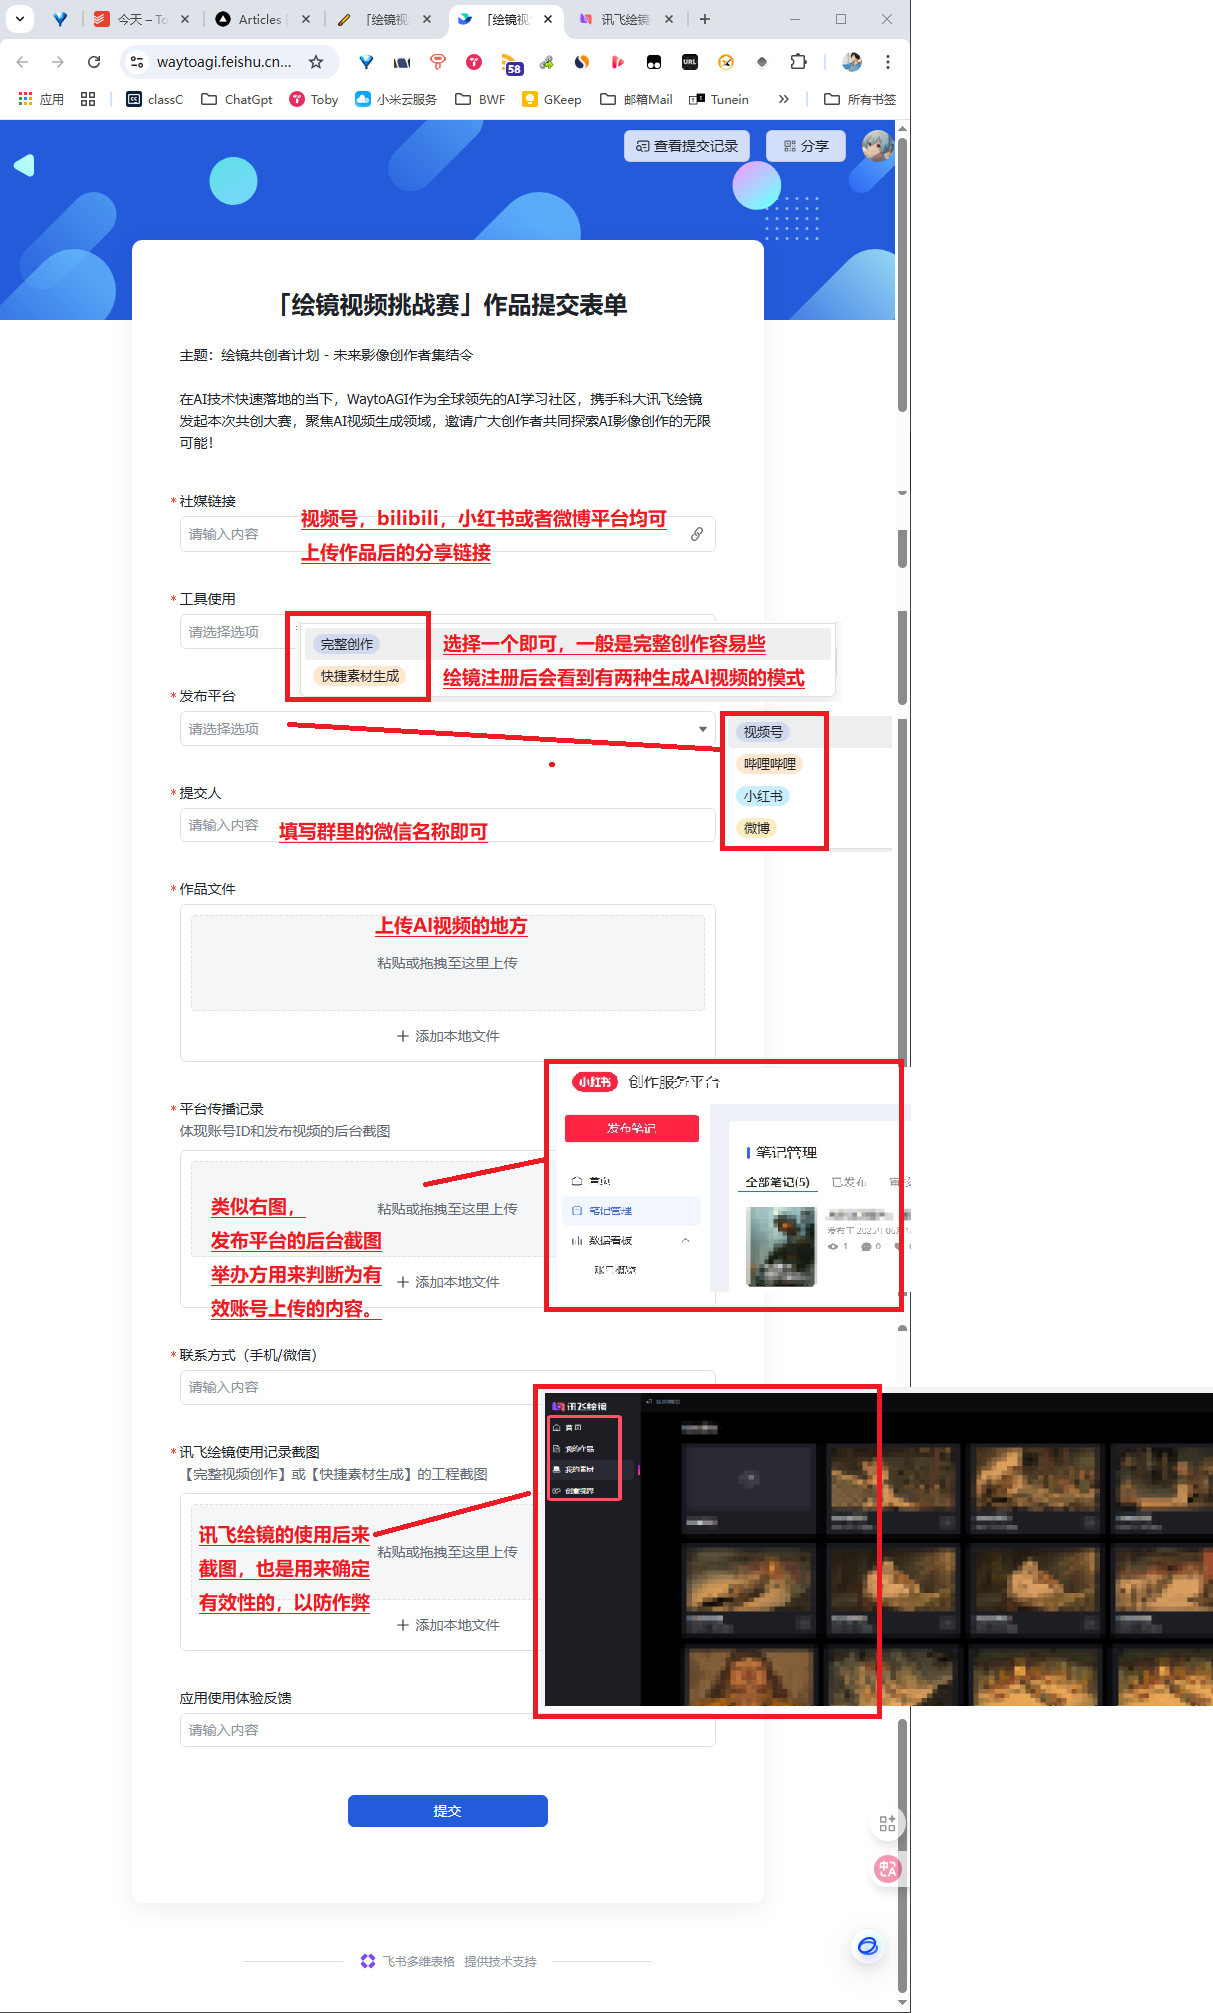 今天 – To
Articles
「绘镜视
「绘镜视
讯飞绘镜
waytoagi.feishu.cn...
58
URL
应用
classC
ChatGpt
Toby
小米云服务
BWF
GKeep
邮箱Mail
Tunein
所有书签
查看提交记录
分享
「绘镜视频挑战赛」作品提交表单
主题：绘镜共创者计划 - 未来影像创作者集结令
在AI技术快速落地的当下，WaytoAGI作为全球领先的AI学习社区，携手科大讯飞绘镜
发起本次共创大赛，聚焦AI视频生成领域，邀请广大创作者共同探索AI影像创作的无限
可能！
* 社媒链接
请输入内容
视频号，bilibili，小红书或者微博平台均可
上传作品后的分享链接
* 工具使用
请选择选项
完整创作
快捷素材生成
选择一个即可，一般是完整创作容易些
绘镜注册后会看到有两种生成AI视频的模式
* 发布平台
请选择选项
视频号
哔哩哔哩
小红书
微博
* 提交人
请输入内容
填写群里的微信名称即可
* 作品文件
上传AI视频的地方
粘贴或拖拽至这里上传
添加本地文件
* 平台传播记录
体现账号ID和发布视频的后台截图
粘贴或拖拽至这里上传
添加本地文件
类似右图，
发布平台的后台截图
举办方用来判断为有
效账号上传的内容。
小红书
创作服务平台
发布笔记
首页
笔记管理
数据看板
账号概览
笔记管理
全部笔记(5)
已发布
1
0
* 联系方式（手机/微信）
请输入内容
* 讯飞绘镜使用记录截图
【完整视频创作】或【快捷素材生成】的工程截图
粘贴或拖拽至这里上传
添加本地文件
讯飞绘镜的使用后来
截图，也是用来确定
有效性的，以防作弊
讯飞绘镜
首页
我的作品
我的素材
创意视界
应用使用体验反馈
请输入内容
提交
飞书多维表格 提供技术支持